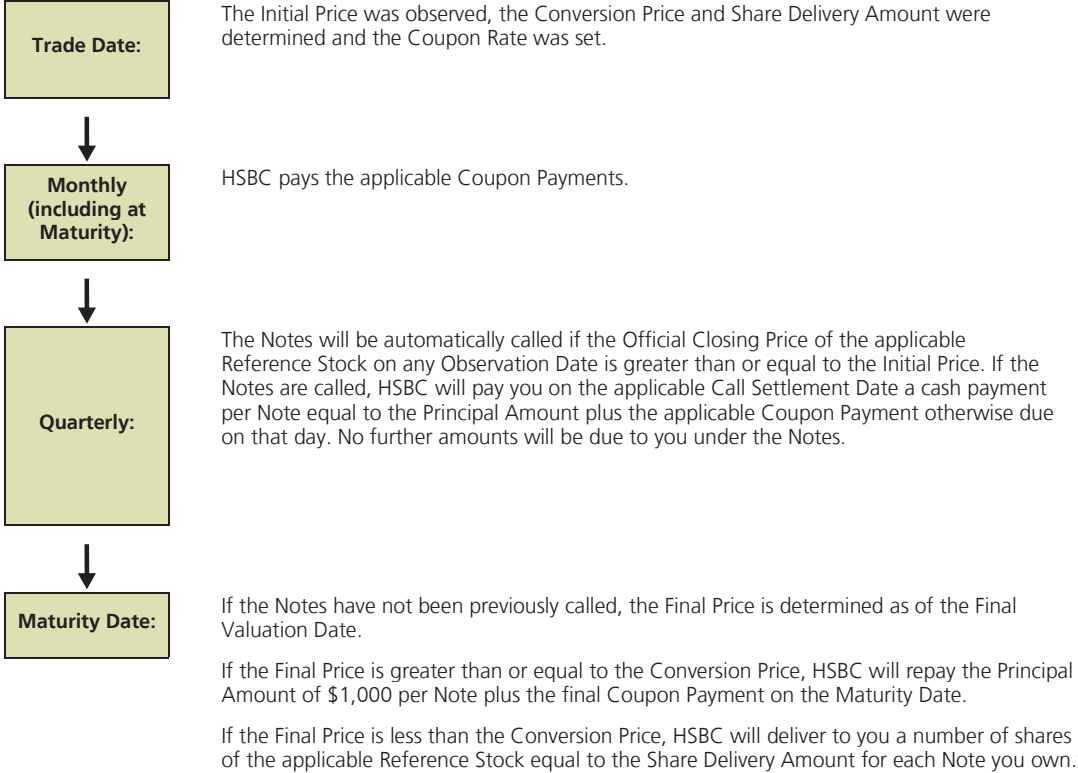 Trade Date:
The Initial Price was observed, the Conversion Price and Share Delivery Amount were
determined and the Coupon Rate was set.
Monthly
(including at
Maturity):
HSBC pays the applicable Coupon Payments.
Quarterly:
The Notes will be automatically called if the Official Closing Price of the applicable
Reference Stock on any Observation Date is greater than or equal to the Initial Price. If the
Notes are called, HSBC will pay you on the applicable Call Settlement Date a cash payment
per Note equal to the Principal Amount plus the applicable Coupon Payment otherwise due
on that day. No further amounts will be due to you under the Notes.
Maturity Date:
If the Notes have not been previously called, the Final Price is determined as of the Final
Valuation Date.
If the Final Price is greater than or equal to the Conversion Price, HSBC will repay the Principal
Amount of $1,000 per Note plus the final Coupon Payment on the Maturity Date.
If the Final Price is less than the Conversion Price, HSBC will deliver to you a number of shares
of the applicable Reference Stock equal to the Share Delivery Amount for each Note you own.